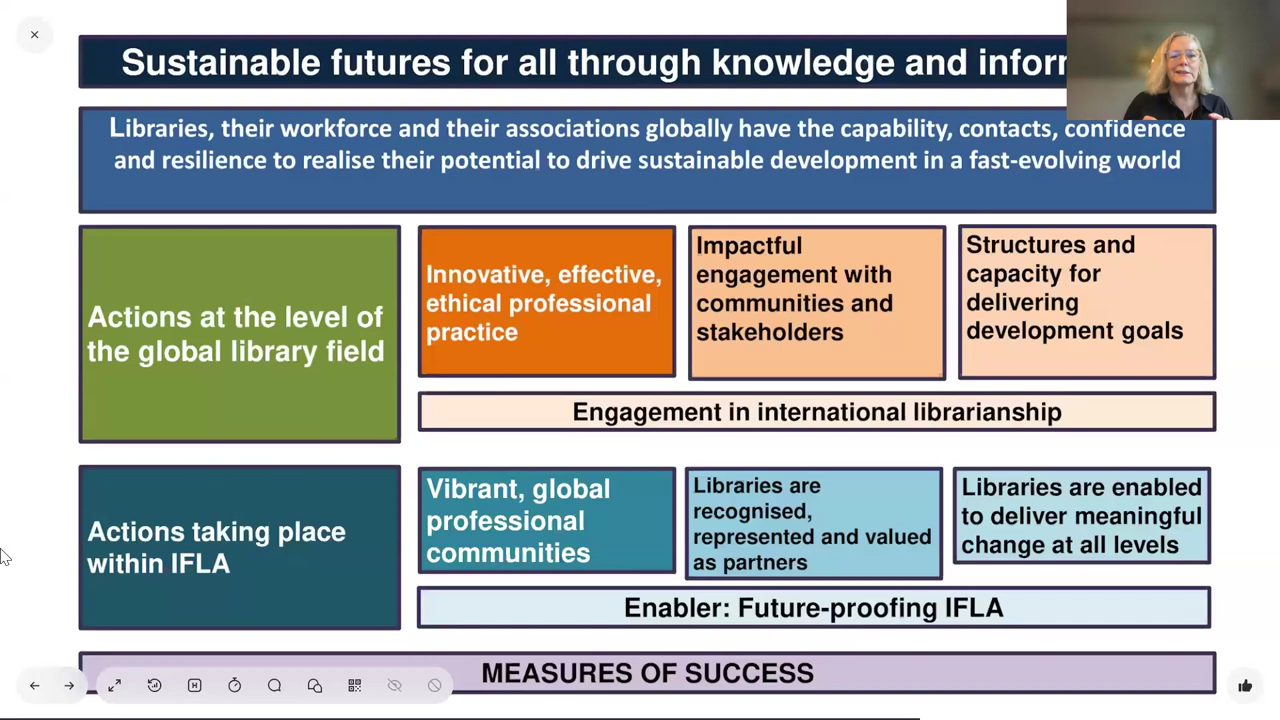 Sustainable futures for all through knowledge and
Libraries, their workforce and their associations globally have the capability, contacts, confidence
and resilience to realise their potential to drive sustainable development in a fast-evolving world
Actions at the level of
the global library field
Innovative, effective,
ethical professional
practice
Impactful
engagement with
communities and
stakeholders
Structures and
capacity for
delivering
development goals
Engagement in international librarianship
Actions taking place
within IFLA
Vibrant, global
professional
communities
Libraries are
recognised,
represented and valued
as partners
Libraries are enabled
to deliver meaningful
change at all levels
Enabler: Future-proofing IFLA
MEASURES OF SUCCESS